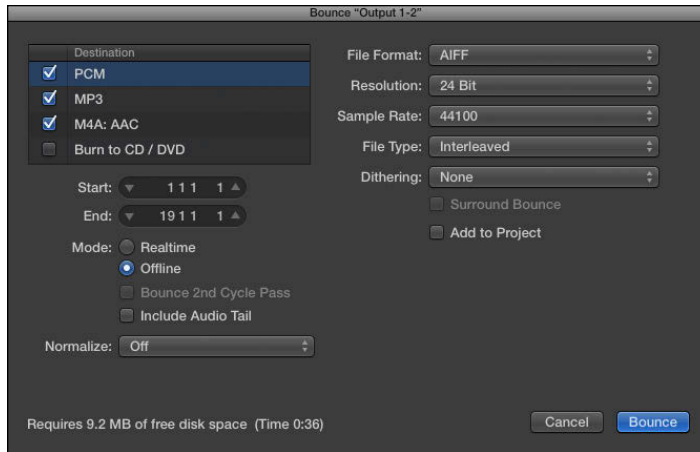 Bounce "Output 1-2"
Destination
PCM
MP3
M4A: AAC
Burn to CD / DVD
Start: 1 1 1 1
End: 19 1 1 1
Mode: Realtime
Offline
Bounce 2nd Cycle Pass
Include Audio Tail
Normalize: Off
File Format: AIFF
Resolution: 24 Bit
Sample Rate: 44100
File Type: Interleaved
Dithering: None
Surround Bounce
Add to Project
Requires 9.2 MB of free disk space (Time 0:36)
Cancel
Bounce